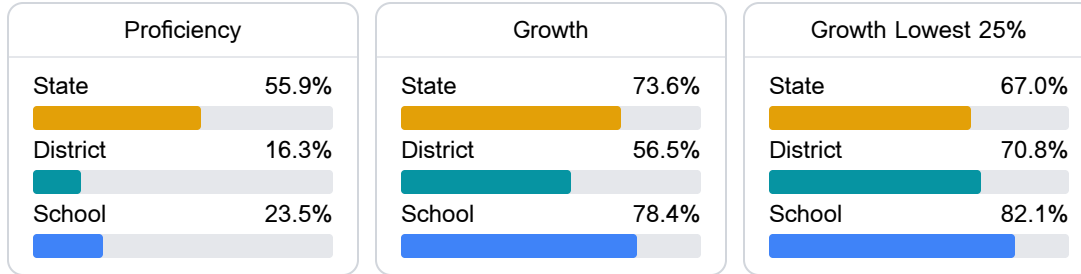 Proficiency
State 55.9%
District 16.3%
School 23.5%
Growth
State 73.6%
District 56.5%
School 78.4%
Growth Lowest 25%
State 67.0%
District 70.8%
School 82.1%